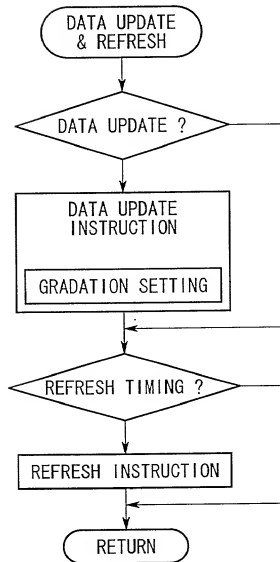 DATA UPDATE
& REFRESH
DATA UPDATE ?
DATA UPDATE
INSTRUCTION
GRADATION SETTING
REFRESH TIMING ?
REFRESH INSTRUCTION
RETURN